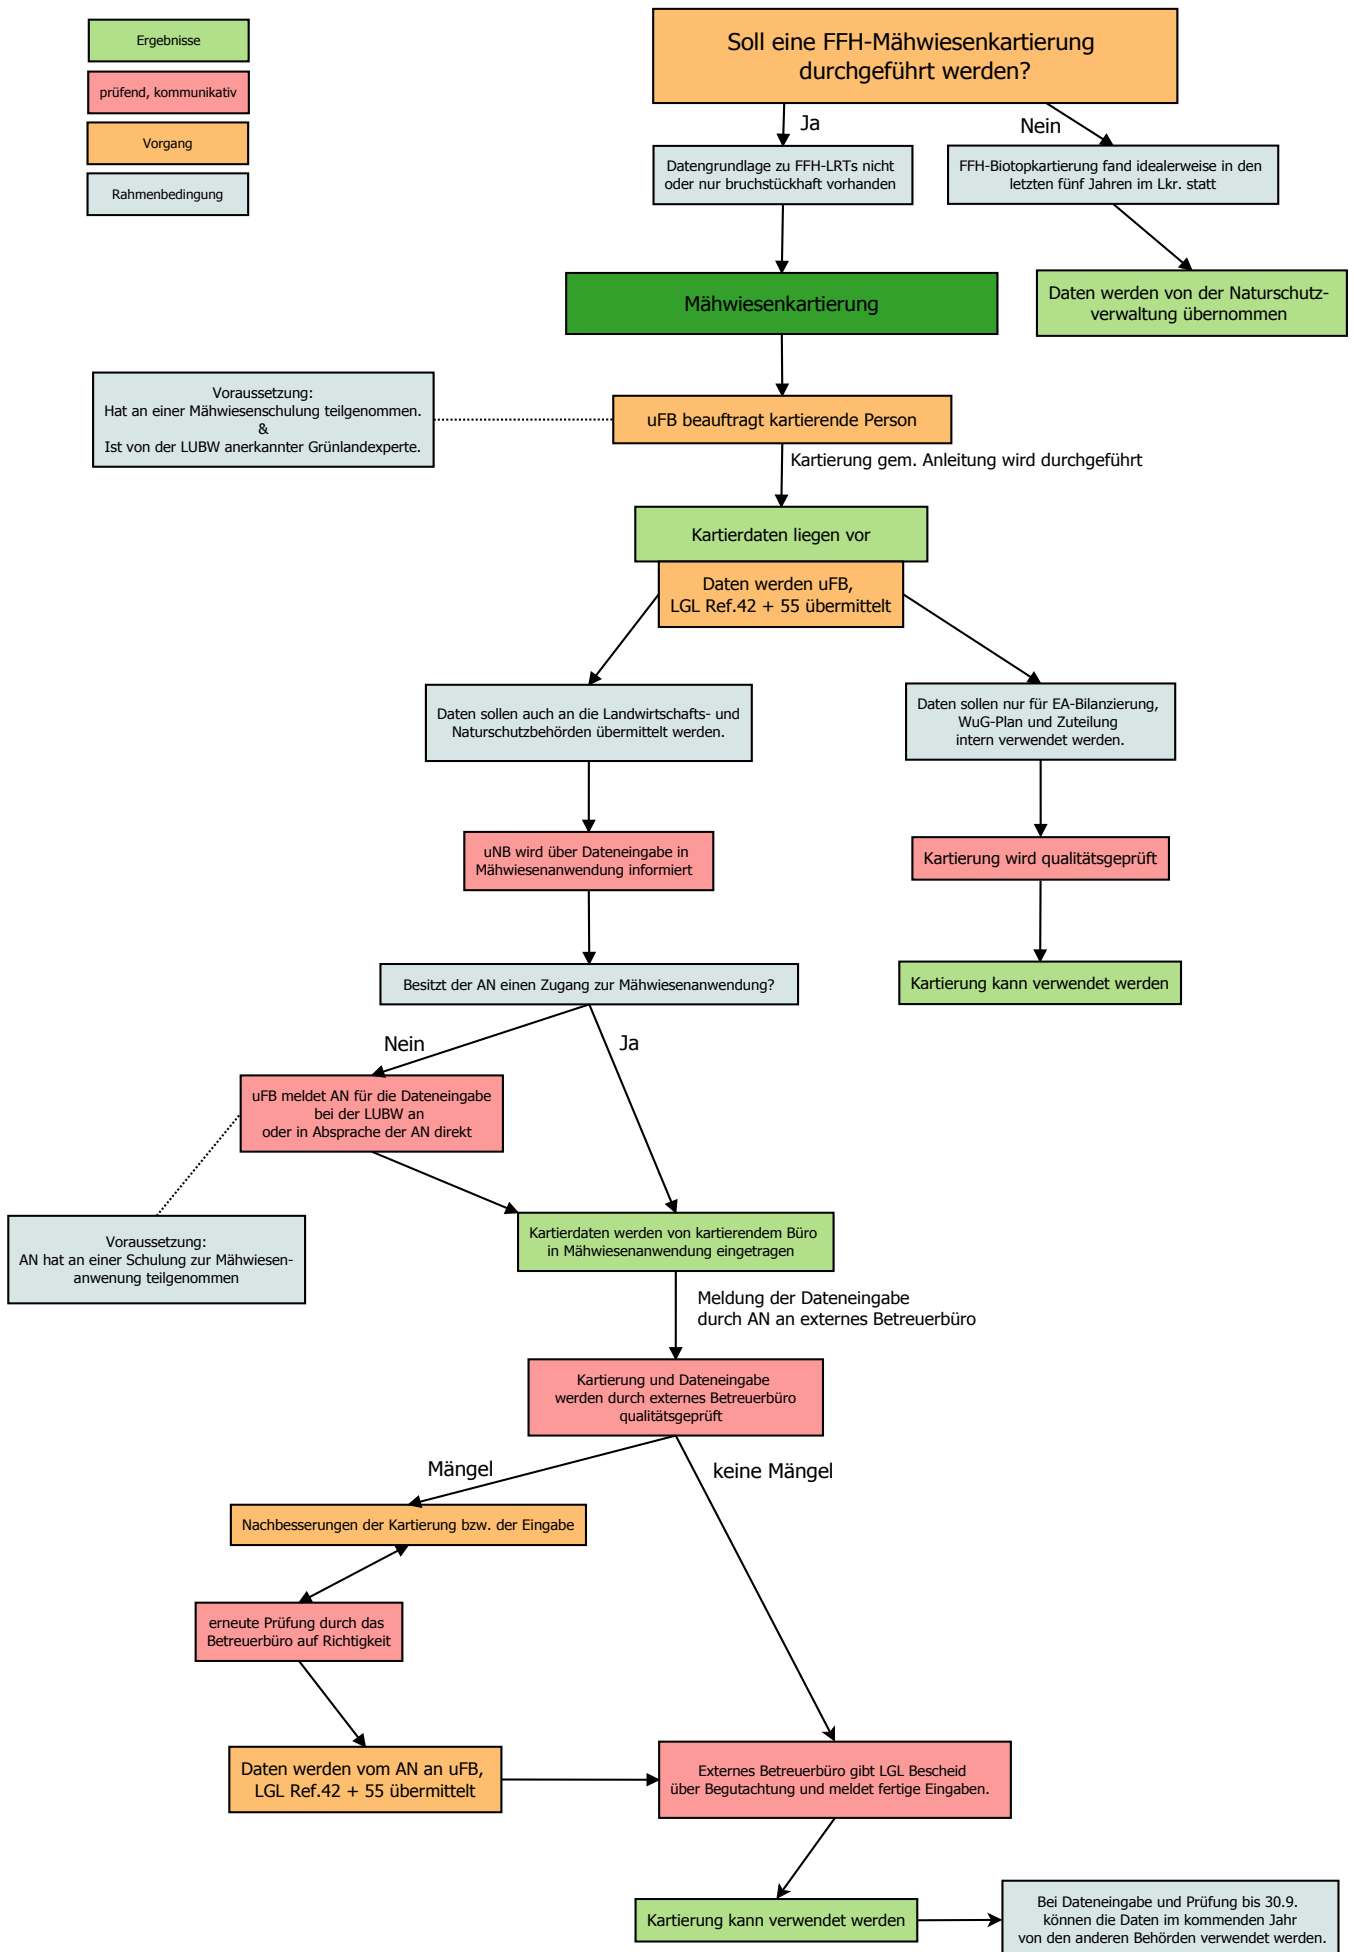 Ergebnisse
prüfend, kommunikativ
Vorgang
Rahmenbedingung
Soll eine FFH-Mähwiesenkartierung
durchgeführt werden?
Ja
Nein
Datengrundlage zu FFH-LRTs nicht
oder nur bruchstückhaft vorhanden
FFH-Biotopkartierung fand idealerweise in den
letzten fünf Jahren im Lkr. statt
Mähwiesenkartierung
Daten werden von der Naturschutz-
verwaltung übernommen
Voraussetzung:
Hat an einer Mähwiesenschulung teilgenommen.
&
Ist von der LUBW anerkannter Grünlandexperte.
uFB beauftragt kartierende Person
Kartierung gem. Anleitung wird durchgeführt
Kartierdaten liegen vor
Daten werden uFB,
LGL Ref.42 + 55 übermittelt
Daten sollen auch an die Landwirtschafts- und
Naturschutzbehörden übermittelt werden.
Daten sollen nur für EA-Bilanzierung,
WuG-Plan und Zuteilung
intern verwendet werden.
uNB wird über Dateneingabe in
Mähwiesenanwendung informiert
Kartierung wird qualitätsgeprüft
Besitzt der AN einen Zugang zur Mähwiesenanwendung?
Kartierung kann verwendet werden
Nein
Ja
uFB meldet AN für die Dateneingabe
bei der LUBW an
oder in Absprache der AN direkt
Voraussetzung:
AN hat an einer Schulung zur Mähwiesen-
anwenung teilgenommen
Kartierdaten werden von kartierendem Büro
in Mähwiesenanwendung eingetragen
Meldung der Dateneingabe
durch AN an externes Betreuerbüro
Kartierung und Dateneingabe
werden durch externes Betreuerbüro
qualitätsgeprüft
Mängel
keine Mängel
Nachbesserungen der Kartierung bzw. der Eingabe
erneute Prüfung durch das
Betreuerbüro auf Richtigkeit
Daten werden vom AN an uFB,
LGL Ref.42 + 55 übermittelt
Externes Betreuerbüro gibt LGL Bescheid
über Begutachtung und meldet fertige Eingaben.
Kartierung kann verwendet werden
Bei Dateneingabe und Prüfung bis 30.9.
können die Daten im kommenden Jahr
von den anderen Behörden verwendet werden.